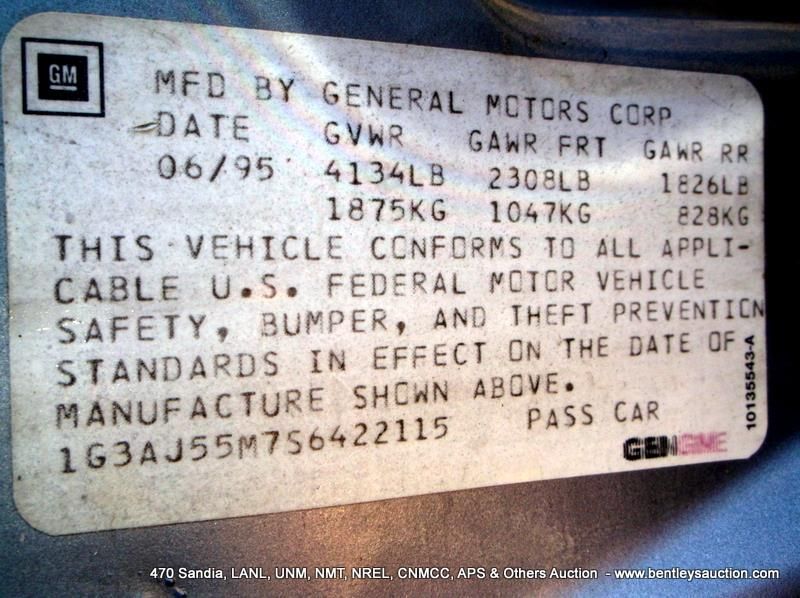 GM
MFD BY GENERAL MOTORS CORP
DATE GVWR GAWR FRT GAWR RR
06/95 4134LB 2308LB 1826LB
1875KG 1047KG 828KG
THIS VEHICLE CONFORMS TO ALL APPLI-
CABLE U.S. FEDERAL MOTOR VEHICLE
SAFETY, BUMPER, AND THEFT PREVENTION
STANDARDS IN EFFECT ON THE DATE OF
MANUFACTURE SHOWN ABOVE.
1G3AJ55M7S6422115 PASS CAR
10135543-A
470 Sandia, LANL, UNM, NMT, NREL, CNMCC, APS & Others Auction - www.bentleysauction.com